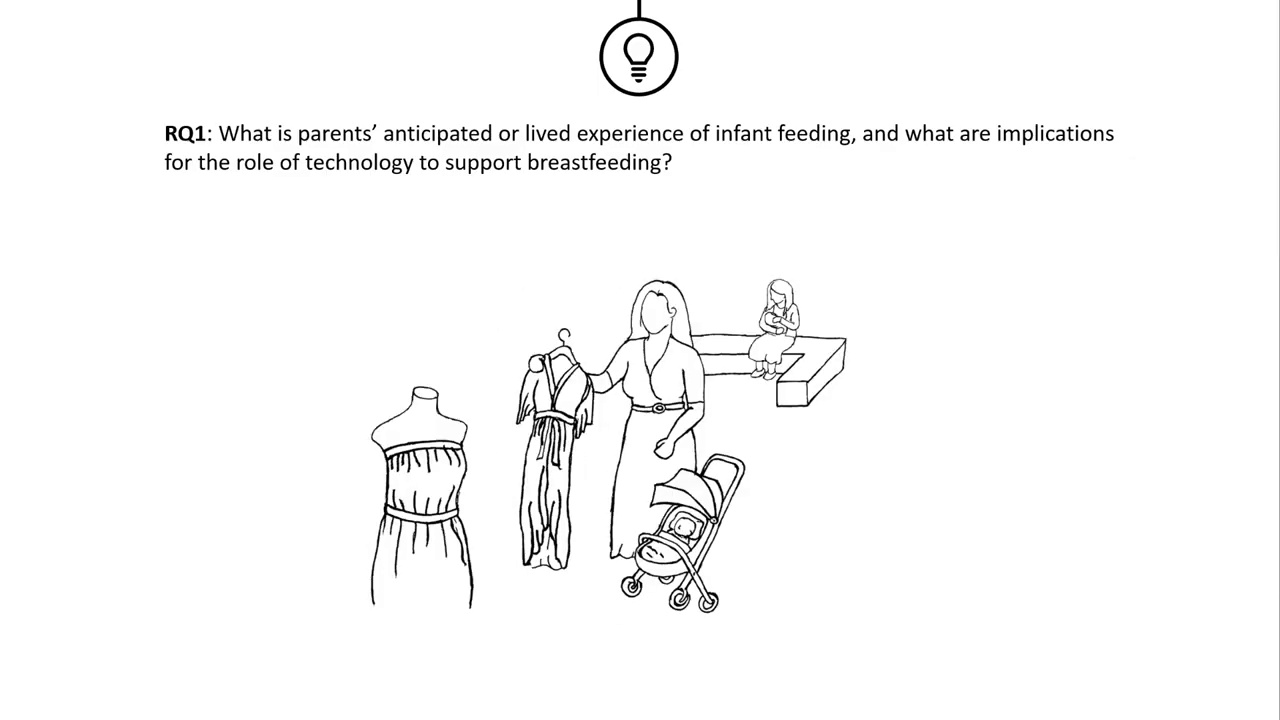 RQ1: What is parents’ anticipated or lived experience of infant feeding, and what are implications
for the role of technology to support breastfeeding?